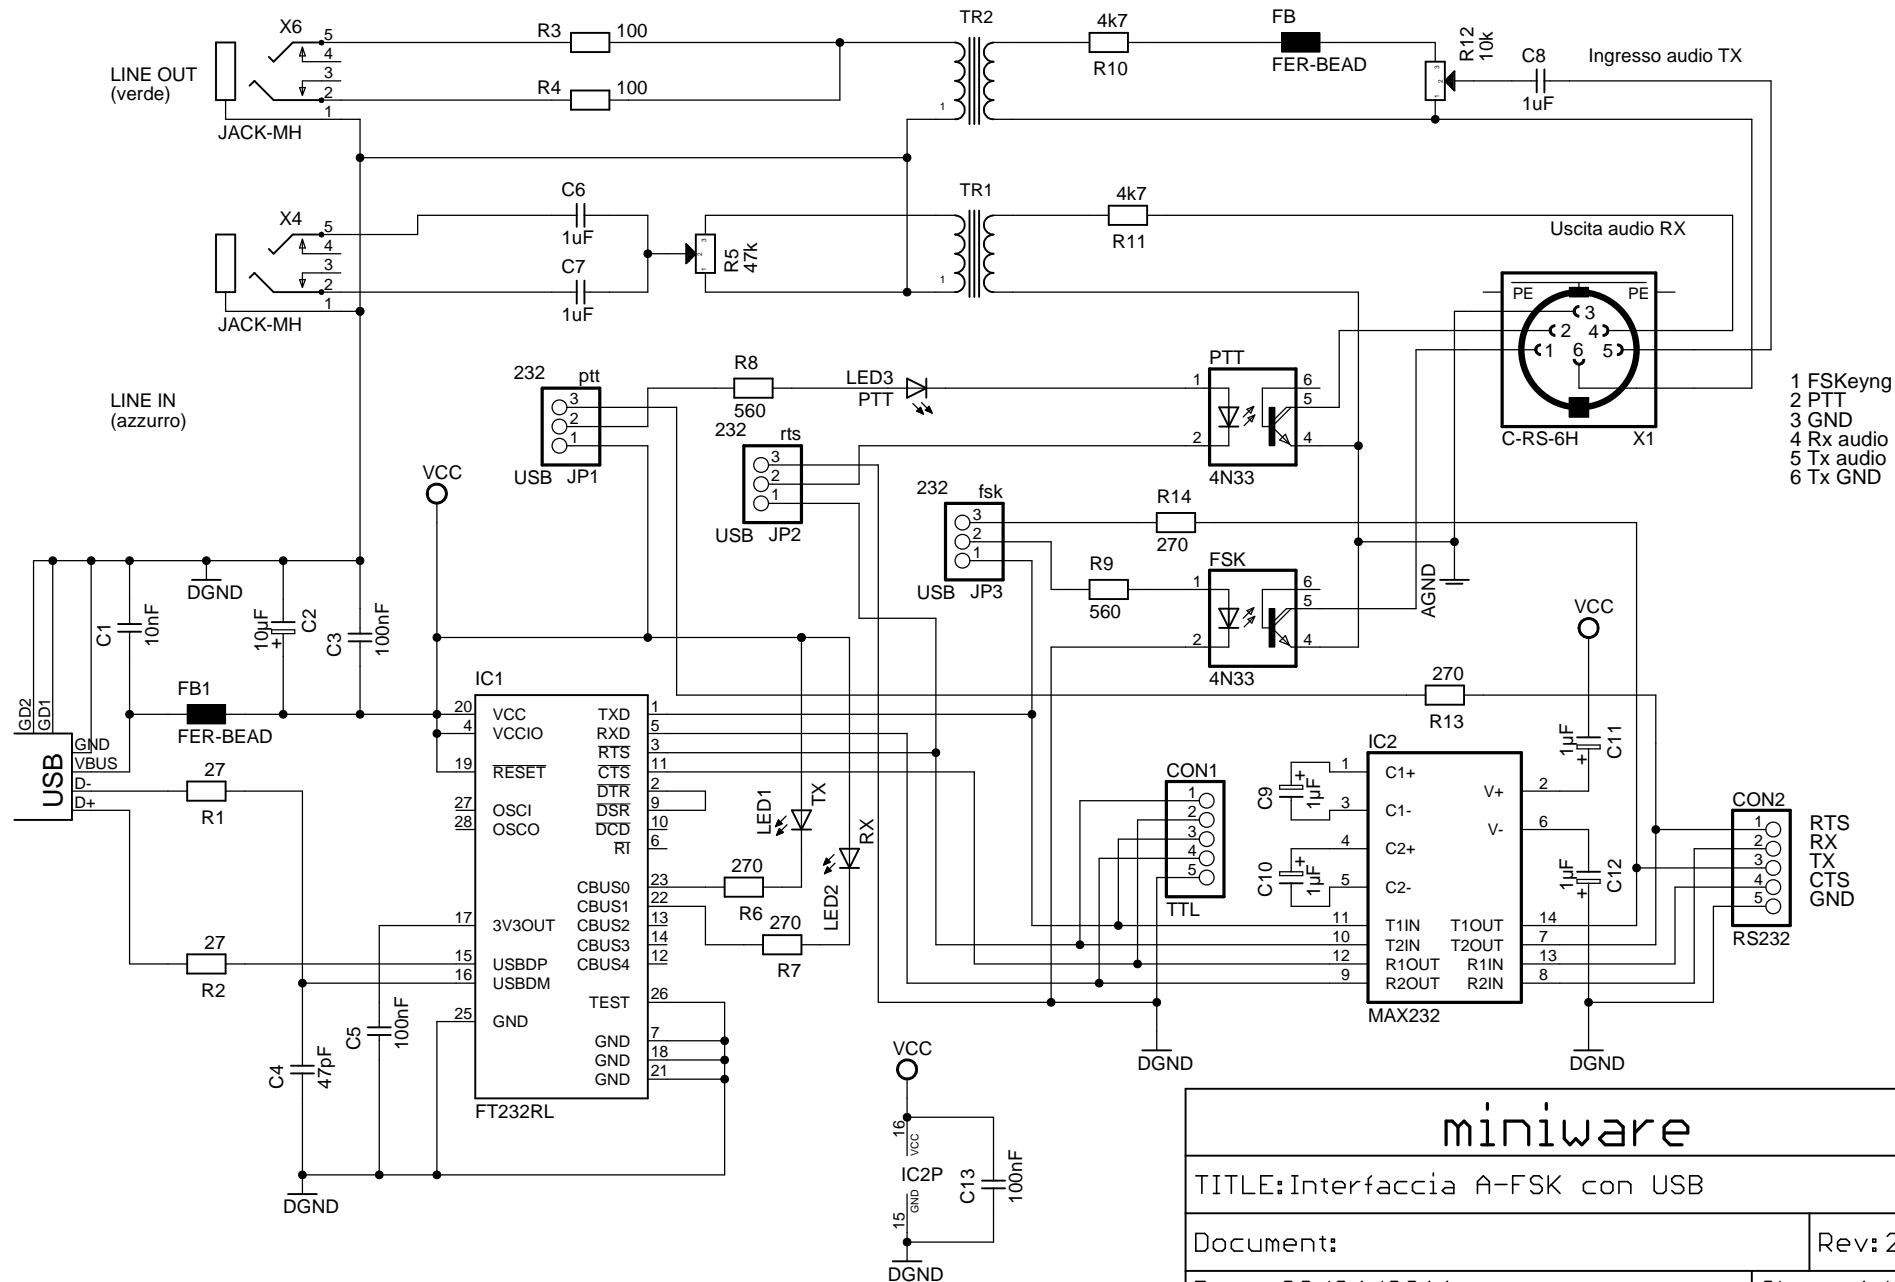 X6
5
4
3
2
1
LINE OUT
(verde)
JACK-MH
R3 100
R4 100
TR2
1
4k7
R10
FB
FER-BEAD
R12
10k
3
2
1
C8
1uF
Ingresso audio TX
X4
5
4
3
2
1
JACK-MH
C6
1uF
C7
1uF
R5
47k
3
2
1
TR1
1
4k7
R11
Uscita audio RX
PE PE
3
2 4
1 6 5
C-RS-6H X1
1 FSKeyng
2 PTT
3 GND
4 Rx audio
5 Tx audio
6 Tx GND
LINE IN
(azzurro)
232 ptt
3
2
1
USB JP1
R8
560
LED3
PTT
232 rts
3
2
1
USB JP2
PTT
1
2
6
5
4
4N33
232 fsk
3
2
1
USB JP3
R14
270
R9
560
FSK
1
2
6
5
4
4N33
AGND
VCC
VCC
DGND
C1
10nF
10µF
+
C2
C3
100nF
FB1
FER-BEAD
GD2
GD1
GND
VBUS
D-
D+
USB
27
R1
27
R2
C4
47pF
C5
100nF
DGND
IC1
20 VCC TXD 1
4 VCCIO RXD 5
RTS 3
19 RESET CTS 11
DTR 2
27 OSCI DSR 9
28 OSCO DCD 10
RI 6
CBUS0 23
CBUS1 22
17 3V3OUT CBUS2 13
CBUS3 14
15 USBDP CBUS4 12
16 USBDM
TEST 26
25 GND
GND 7
GND 18
GND 21
FT232RL
LED1
TX
LED2
RX
270
R6
270
R7
270
R13
CON1
1
2
3
4
5
TTL
DGND
C9
+
1µF
C10
+
1µF
IC2
1 C1+
3 C1-
4 C2+
5 C2-
V+ 2
V- 6
11 T1IN T1OUT 14
10 T2IN T2OUT 7
12 R1OUT R1IN 13
9 R2OUT R2IN 8
MAX232
1µF
+
C11
1µF
+
C12
DGND
CON2
1 RTS
2 RX
3 TX
4 CTS
5 GND
RS232
VCC
16
VCC
IC2P
GND
15
C13
100nF
DGND
miniware
TITLE:Interfaccia A-FSK con USB
Document:
Rev:2